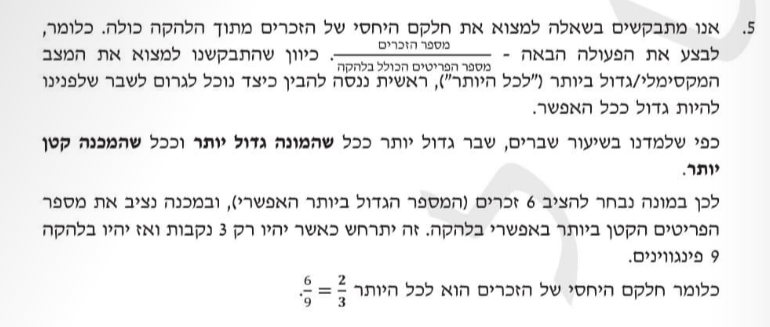 5. אנו מתבקשים בשאלה למצוא את חלקם היחסי של הזכרים מתוך הלהקה כולה. כלומר,
לבצע את הפעולה הבאה - מספר הזכרים / מספר הפריטים הכולל בלהקה. כיוון שהתבקשנו למצוא את המצב
המקסימלי/גדול ביותר ("לכל היותר"), ראשית ננסה להבין כיצד נוכל לגרום לשבר שלפנינו
להיות גדול ככל האפשר.
כפי שלמדנו בשיעור שברים, שבר גדול יותר ככל שהמונה גדול יותר וככל שהמכנה קטן
יותר.
לכן במונה נבחר להציב 6 זכרים (המספר הגדול ביותר האפשרי), ובמכנה נציב את מספר
הפריטים הקטן ביותר באפשרי בלהקה. זה יתרחש כאשר יהיו רק 3 נקבות ואז יהיו בלהקה
9 פינגווינים.
כלומר חלקם היחסי של הזכרים הוא לכל היותר 6/9 = 2/3.